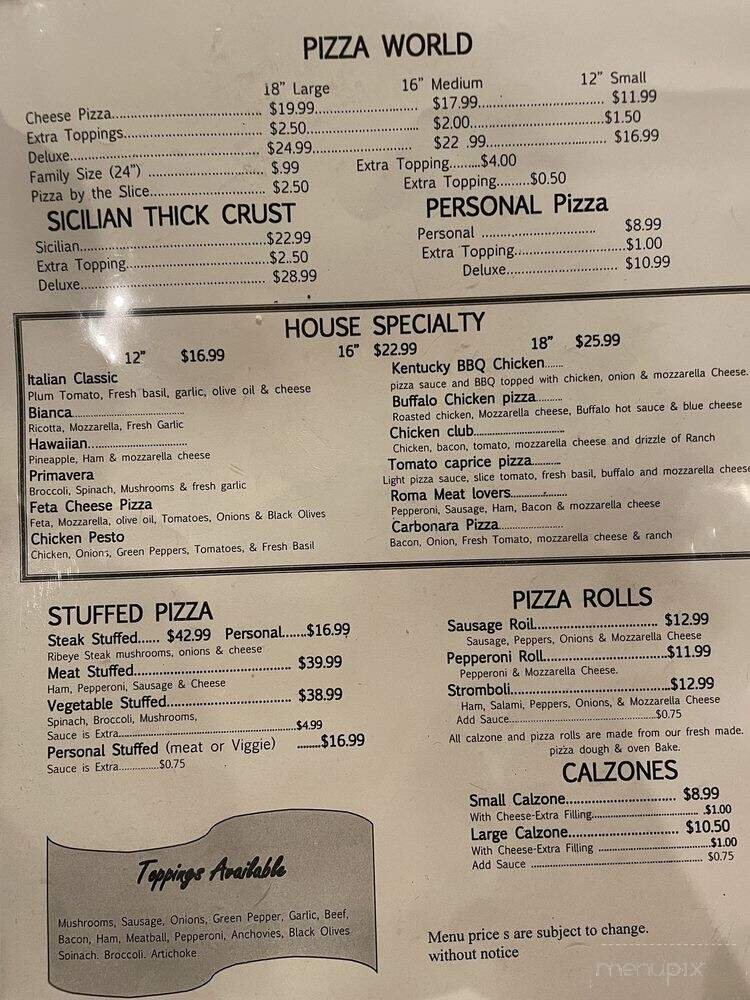 PIZZA WORLD
18" Large 16" Medium 12" Small
Cheese Pizza.......... $19.99.......... $17.99.......... $11.99
Extra Toppings.......... $2.50.......... $2.00..........$1.50
Deluxe.......... $24.99.......... $22 .99.......... $16.99
Family Size (24") .......... $.99 Extra Topping........$4.00
Pizza by the Slice.......... $2.50 Extra Topping........$0.50
SICILIAN THICK CRUST
Sicilian..........$22.99
Extra Topping..........$2.50
Deluxe.......... $28.99
PERSONAL Pizza
Personal .......... $8.99
Extra Topping..........$1.00
Deluxe.......... $10.99
HOUSE SPECIALTY
12" $16.99 16" $22.99 18" $25.99
Italian Classic
Plum Tomato, Fresh basil, garlic, olive oil & cheese
Bianca..........
Ricotta, Mozzarella, Fresh Garlic
Hawaiian..........
Pineapple, Ham & mozzarella cheese
Primavera
Broccoli, Spinach, Mushrooms & fresh garlic
Feta Cheese Pizza
Feta, Mozzarella, olive oil, Tomatoes, Onions & Black Olives
Chicken Pesto
Chicken, Onions, Green Peppers, Tomatoes, & Fresh Basil
Kentucky BBQ Chicken.......
pizza sauce and BBQ topped with chicken, onion & mozzarella Cheese.
Buffalo Chicken pizza........
Roasted chicken, Mozzarella cheese, Buffalo hot sauce & blue cheese
Chicken club..........
Chicken, bacon, tomato, mozzarella cheese and drizzle of Ranch
Tomato caprice pizza.........
Light pizza sauce, slice tomato, fresh basil, buffalo and mozzarella cheese
Roma Meat lovers..........
Pepperoni, Sausage, Ham, Bacon & mozzarella cheese
Carbonara Pizza..........
Bacon, Onion, Fresh Tomato, mozzarella cheese & ranch
STUFFED PIZZA
Steak Stuffed...... $42.99 Personal......$16.99
Ribeye Steak mushrooms, onions & cheese
Meat Stuffed.......... $39.99
Ham, Pepperoni, Sausage & Cheese
Vegetable Stuffed.......... $38.99
Spinach, Broccoli, Mushrooms,
Sauce is Extra..........$4.99
Personal Stuffed (meat or Viggie) ........$16.99
Sauce is Extra..........$0.75
PIZZA ROLLS
Sausage Roil.......... $12.99
Sausage, Peppers, Onions & Mozzarella Cheese
Pepperoni Roll..........$11.99
Pepperoni & Mozzarella Cheese.
Stromboli..........$12.99
Ham, Salami, Peppers, Onions, & Mozzarella Cheese
Add Sauce..........$0.75
All calzone and pizza rolls are made from our fresh made.
pizza dough & oven Bake.
CALZONES
Small Calzone.......... $8.99
With Cheese-Extra Filling.......... .$1.00
Large Calzone.......... $10.50
With Cheese-Extra Filling ..........$1.00
Add Sauce .......... $0.75
Toppings Available
Mushrooms, Sausage, Onions, Green Pepper, Garlic, Beef,
Bacon, Ham, Meatball, Pepperoni, Anchovies, Black Olives
Spinach, Broccoli, Artichoke
Menu price s are subject to change.
without notice
menupix